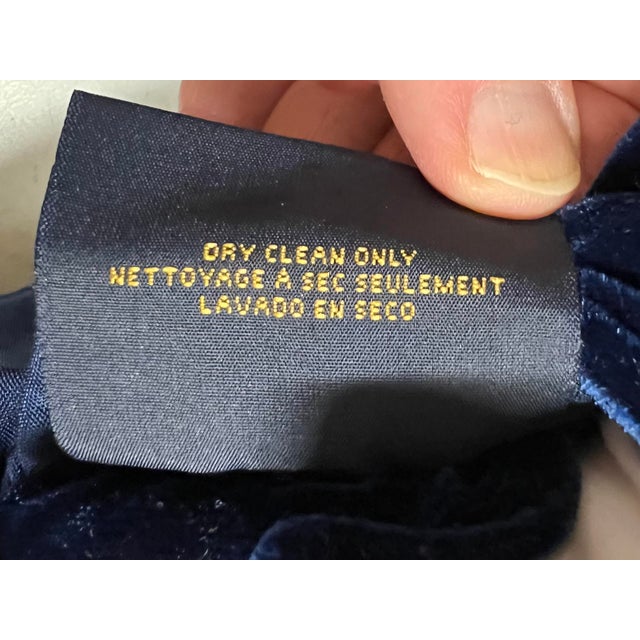 DRY CLEAN ONLY
NETTOYAGE À SEC SEULEMENT
LAVADO EN SECO